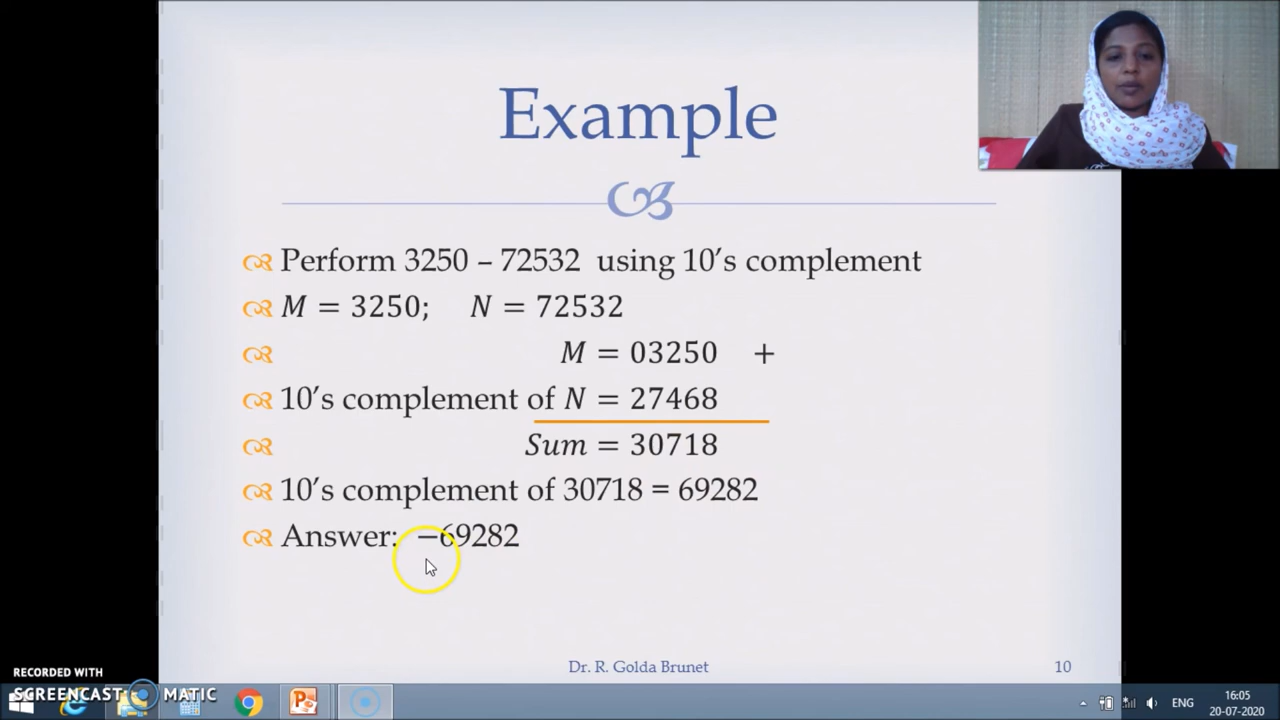 Example
Perform 3250 – 72532 using 10’s complement
M = 3250; N = 72532
M = 03250 +
10’s complement of N = 27468
Sum = 30718
10’s complement of 30718 = 69282
Answer: −69282
Dr. R. Golda Brunet 10
RECORDED WITH
SCREENCAST MATIC
ENG
16:05
20-07-2020